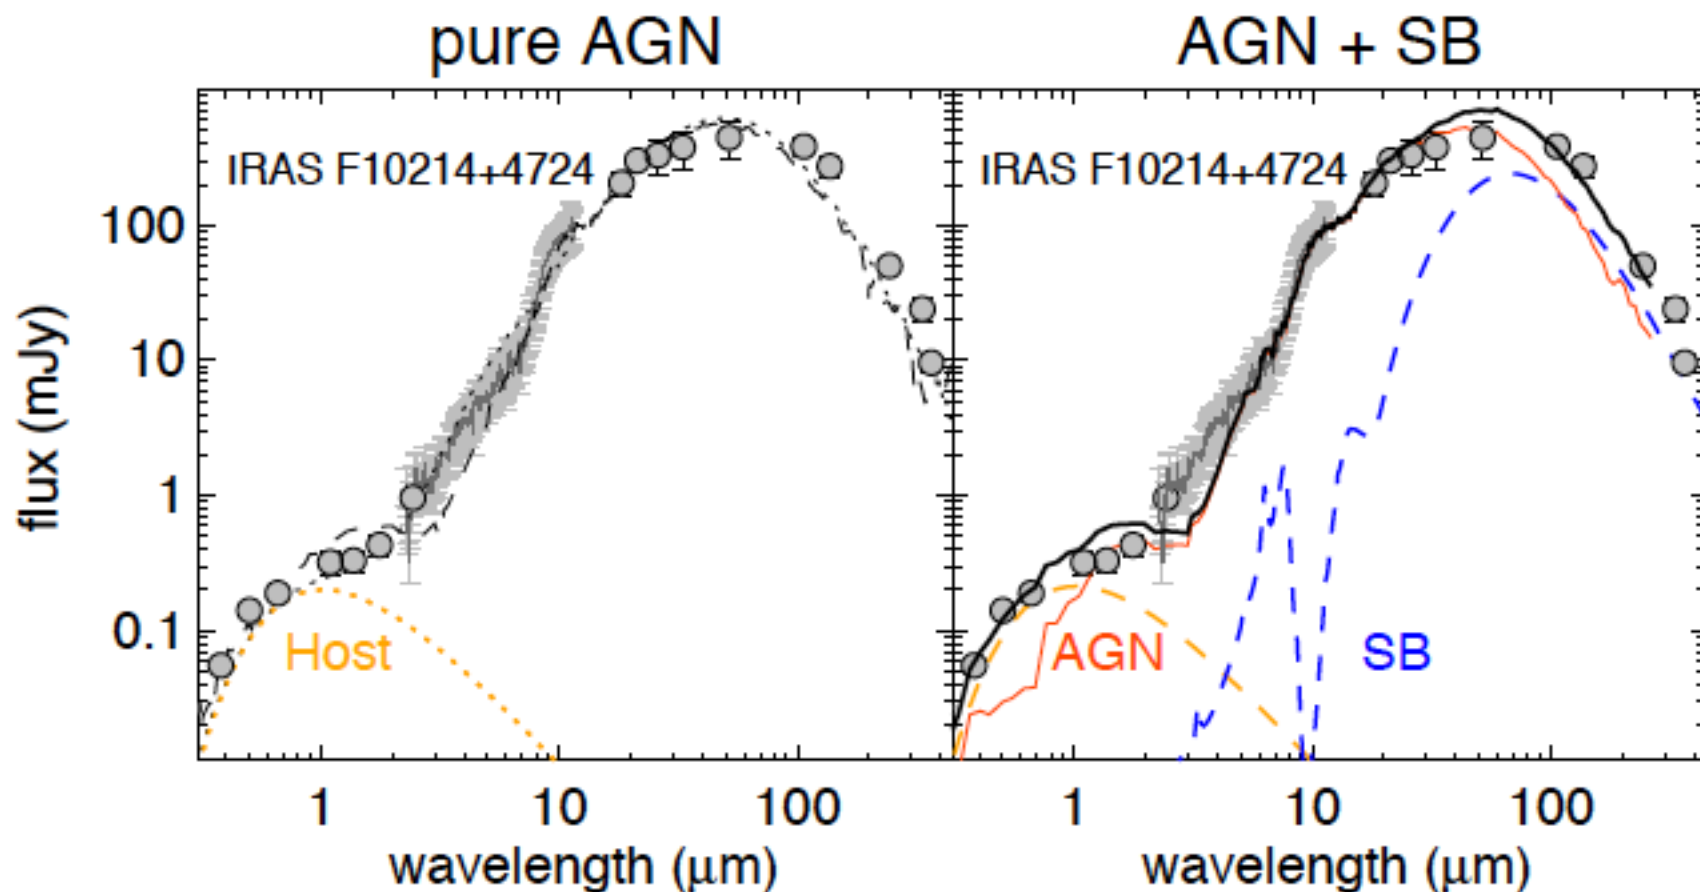 pure AGN
AGN + SB
IRAS F10214+4724
IRAS F10214+4724
100
10
1
0.1
flux (mJy)
Host
AGN
SB
1
10
100
1
10
100
wavelength (μm)
wavelength (μm)